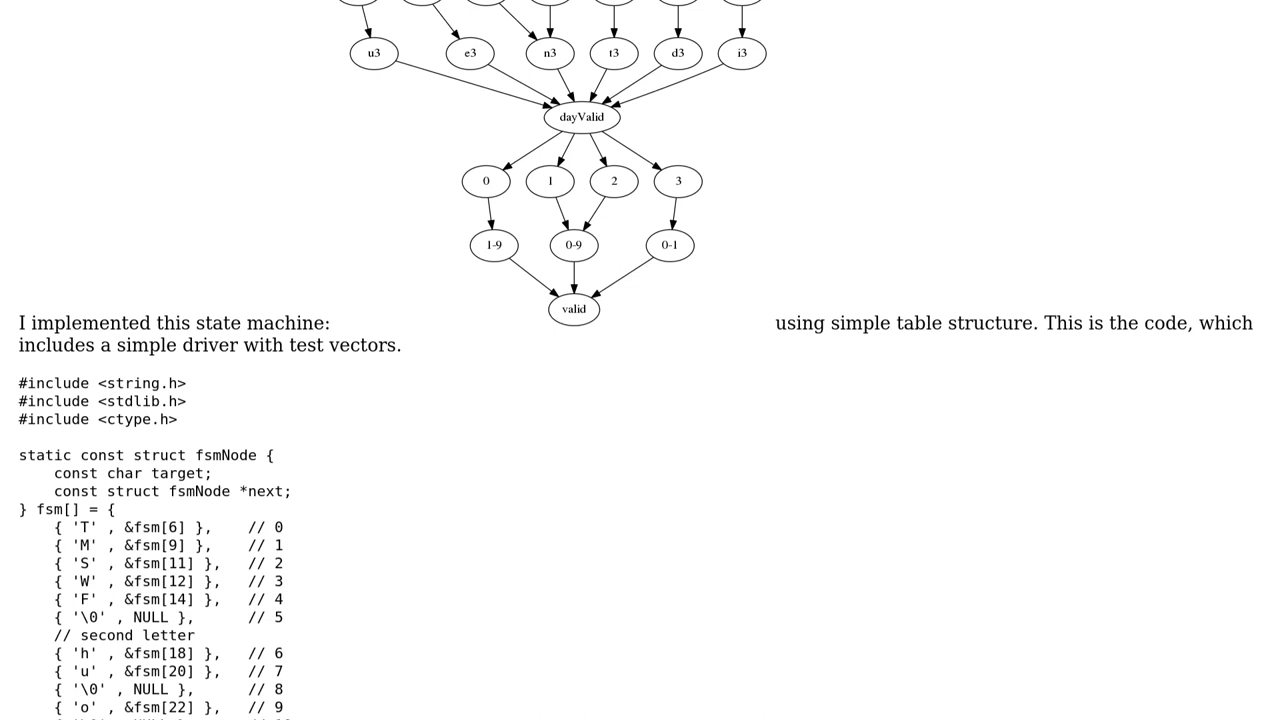 u3 e3 n3 t3 d3 i3
dayValid
0 1 2 3
1-9 0-9 0-1
valid
I implemented this state machine: using simple table structure. This is the code, which
includes a simple driver with test vectors.
#include <string.h>
#include <stdlib.h>
#include <ctype.h>
static const struct fsmNode {
    const char target;
    const struct fsmNode *next;
} fsm[] = {
    { 'T' , &fsm[6] },    // 0
    { 'M' , &fsm[9] },    // 1
    { 'S' , &fsm[11] },   // 2
    { 'W' , &fsm[12] },   // 3
    { 'F' , &fsm[14] },   // 4
    { '\0' , NULL },      // 5
    // second letter
    { 'h' , &fsm[18] },   // 6
    { 'u' , &fsm[20] },   // 7
    { '\0' , NULL },      // 8
    { 'o' , &fsm[22] },   // 9